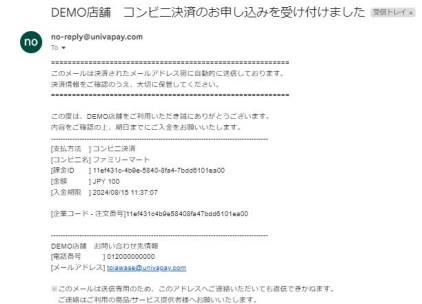 DEMO店舗 コンビニ決済のお申し込みを受け付けました 受信トレイ×
no
no-reply@univapay.com
To
==========================================================
このメールは決済されたメールアドレス宛に自動的に送信しております。
決済情報をご確認のうえ、大切に保管してください。
==========================================================
この度は、DEMO店舗をご利用いただき誠にありがとうございます。
内容をご確認の上、期日までにご入金をお願いいたします。
----------------------------------------------------------------------
[支払方法 ] コンビニ決済
[コンビニ名] ファミリーマート
[課金ID ] 11ef431c-4b9e-5840-8fa4-7bdd6101ea00
[金額 ] JPY 100
[入金期限 ] 2024/08/15 11:37:07
[企業コード - 注文番号]11ef431c4b9e58408fa47bdd6101ea00
----------------------------------------------------------------------
DEMO店舗 お問い合わせ先情報
[電話番号 ] 012000000000
[メールアドレス] toiawase@univapay.com
※このメールは送信専用のため、このアドレスへご連絡いただいても返信できかねます。
ご連絡はご利用の商品/サービス提供者様へお願いいたします。